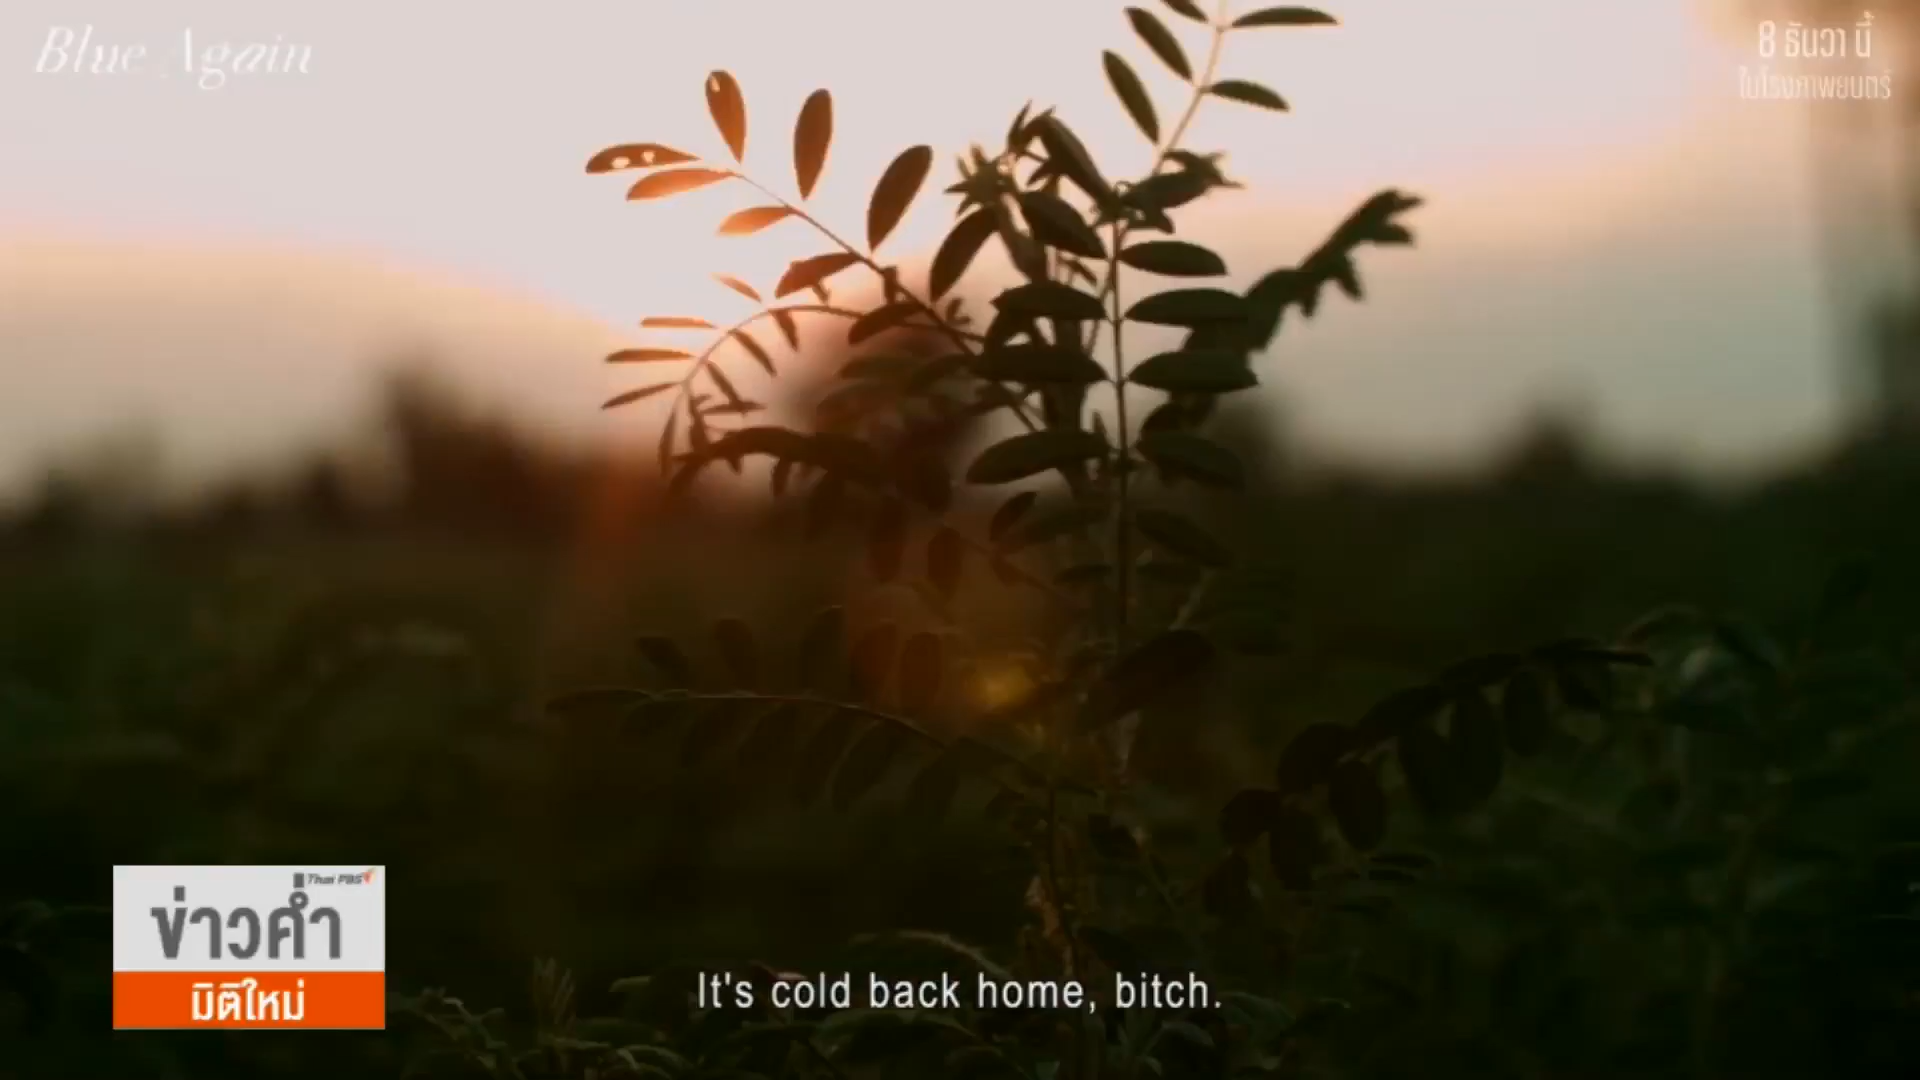 Blue Again
8 ธันวา นี้
ในโรงภาพยนตร์
Thai PBS
ข่าวค่ำ
มิติใหม่
It's cold back home, bitch.